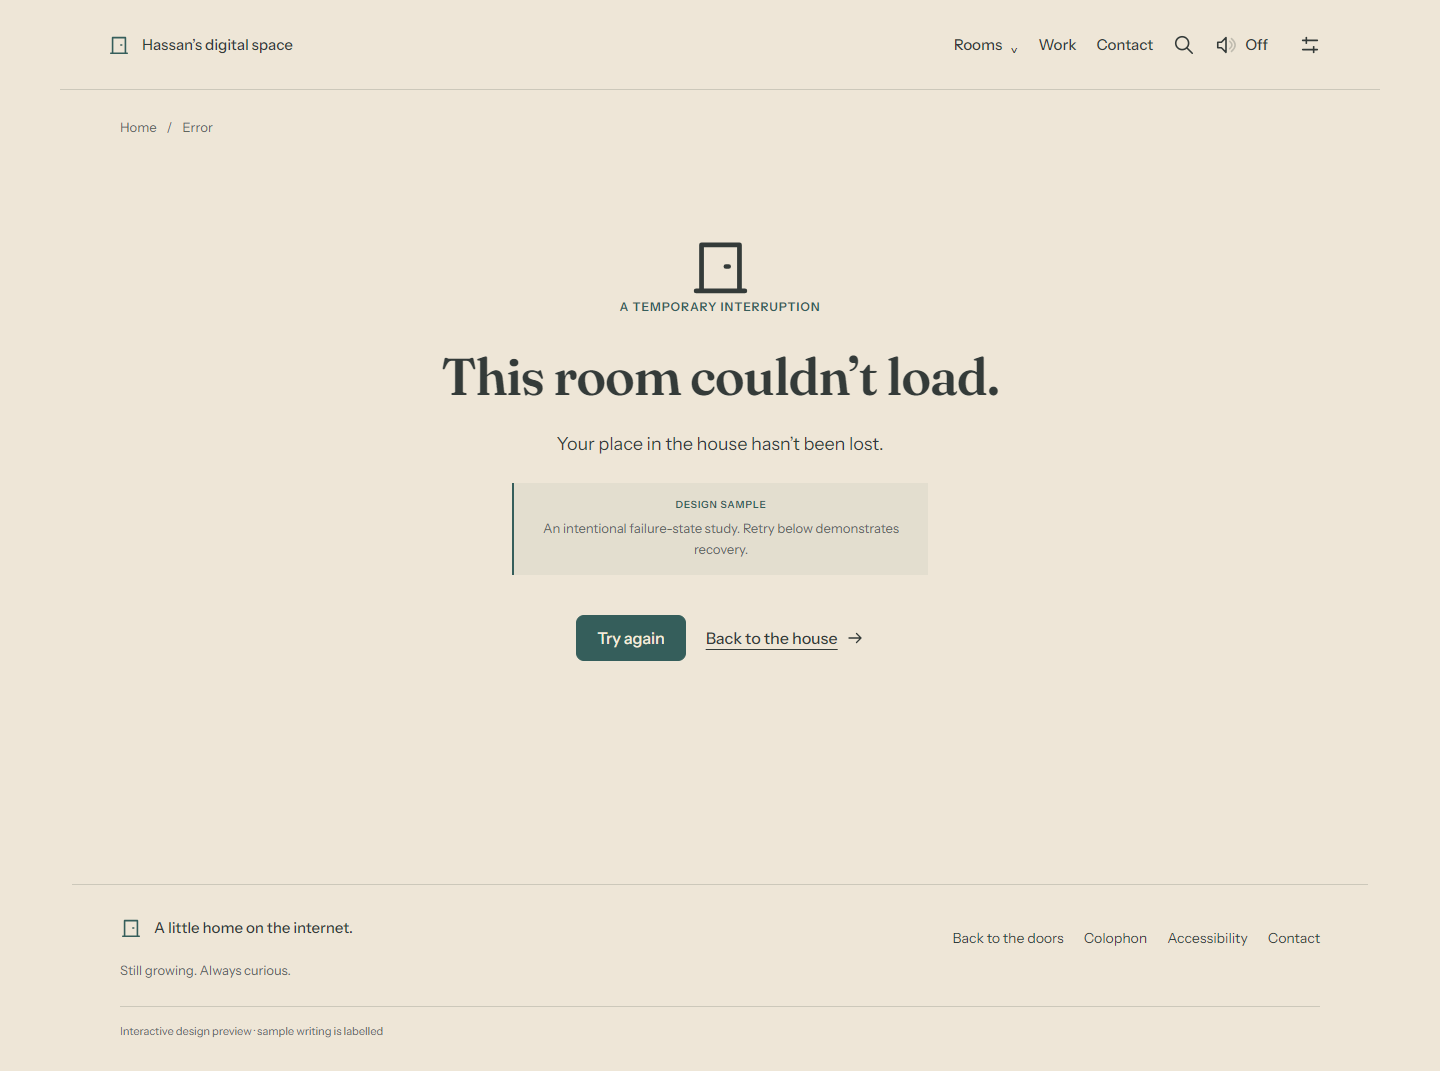 Hassan’s digital space
Rooms v Work Contact Off
Home / Error
A TEMPORARY INTERRUPTION
This room couldn’t load.
Your place in the house hasn’t been lost.
DESIGN SAMPLE
An intentional failure-state study. Retry below demonstrates
recovery.
Try again Back to the house →
A little home on the internet.
Back to the doors Colophon Accessibility Contact
Still growing. Always curious.
Interactive design preview · sample writing is labelled